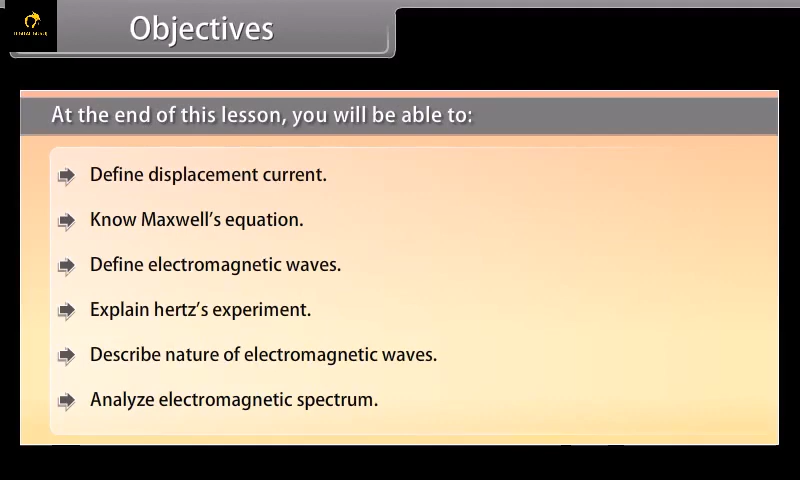 Objectives
At the end of this lesson, you will be able to:
Define displacement current.
Know Maxwell's equation.
Define electromagnetic waves.
Explain hertz's experiment.
Describe nature of electromagnetic waves.
Analyze electromagnetic spectrum.